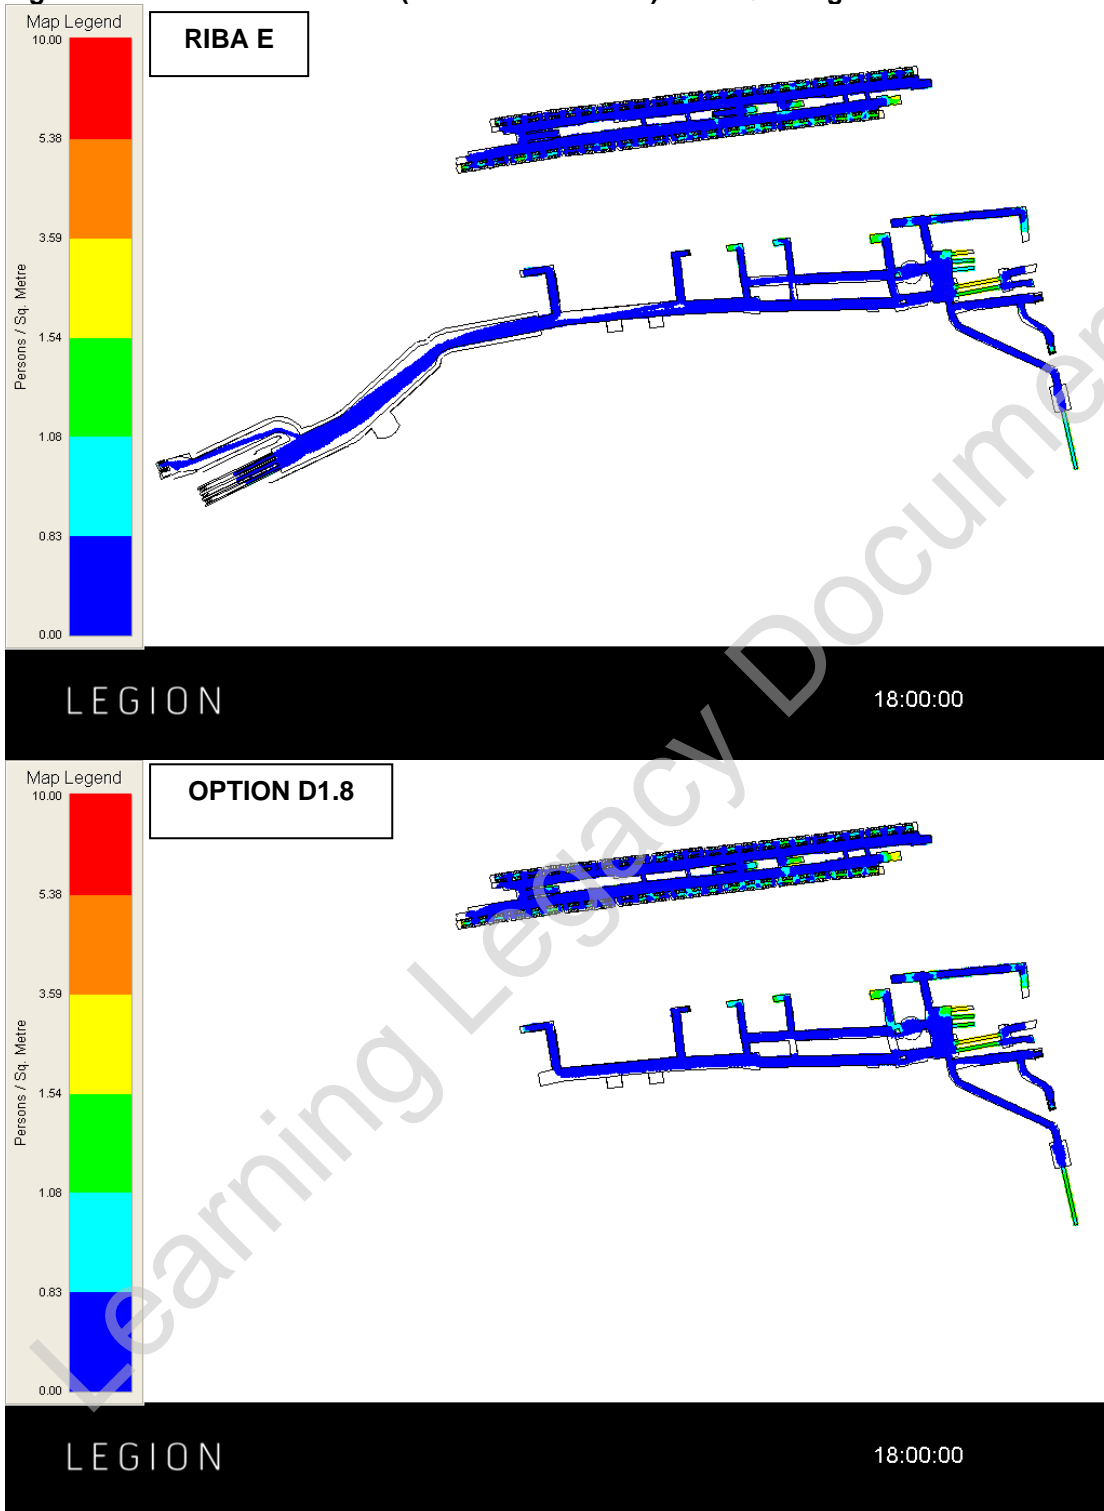 Map Legend
RIBA E
10.00
5.38
3.59
Persons / Sq. Metre
1.54
1.08
0.83
0.00
LEGION
18:00:00
Map Legend
OPTION D1.8
10.00
5.38
3.59
Persons / Sq. Metre
1.54
1.08
0.83
0.00
LEGION
18:00:00
Learning Legacy Documen